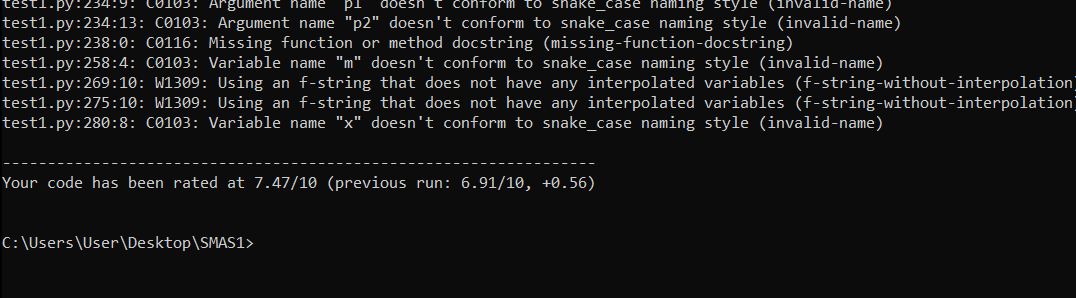 test1.py:234:9: C0103: Argument name "p1" doesn't conform to snake_case naming style (invalid-name)
test1.py:234:13: C0103: Argument name "p2" doesn't conform to snake_case naming style (invalid-name)
test1.py:238:0: C0116: Missing function or method docstring (missing-function-docstring)
test1.py:258:4: C0103: Variable name "m" doesn't conform to snake_case naming style (invalid-name)
test1.py:269:10: W1309: Using an f-string that does not have any interpolated variables (f-string-without-interpolation)
test1.py:275:10: W1309: Using an f-string that does not have any interpolated variables (f-string-without-interpolation)
test1.py:280:8: C0103: Variable name "x" doesn't conform to snake_case naming style (invalid-name)
------------------------------------------------------------------
Your code has been rated at 7.47/10 (previous run: 6.91/10, +0.56)
C:\Users\User\Desktop\SMAS1>